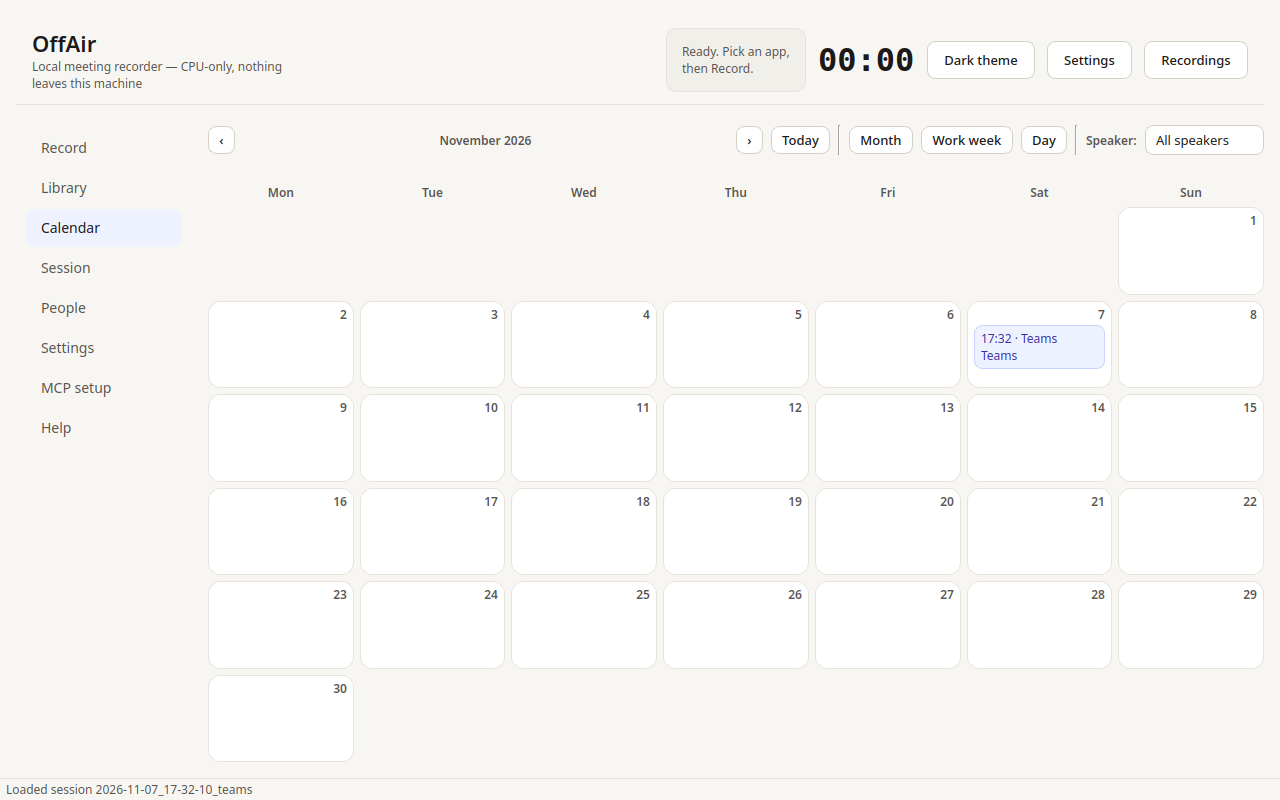 OffAir
Local meeting recorder — CPU-only, nothing
leaves this machine
Ready. Pick an app,
then Record.
00:00
Dark theme
Settings
Recordings
Record
Library
Calendar
Session
People
Settings
MCP setup
Help
‹
November 2026
›
Today
Month
Work week
Day
Speaker:
All speakers
Mon Tue Wed Thu Fri Sat Sun
1
2 3 4 5 6 7 8
17:32 · Teams
Teams
9 10 11 12 13 14 15
16 17 18 19 20 21 22
23 24 25 26 27 28 29
30
Loaded session 2026-11-07_17-32-10_teams